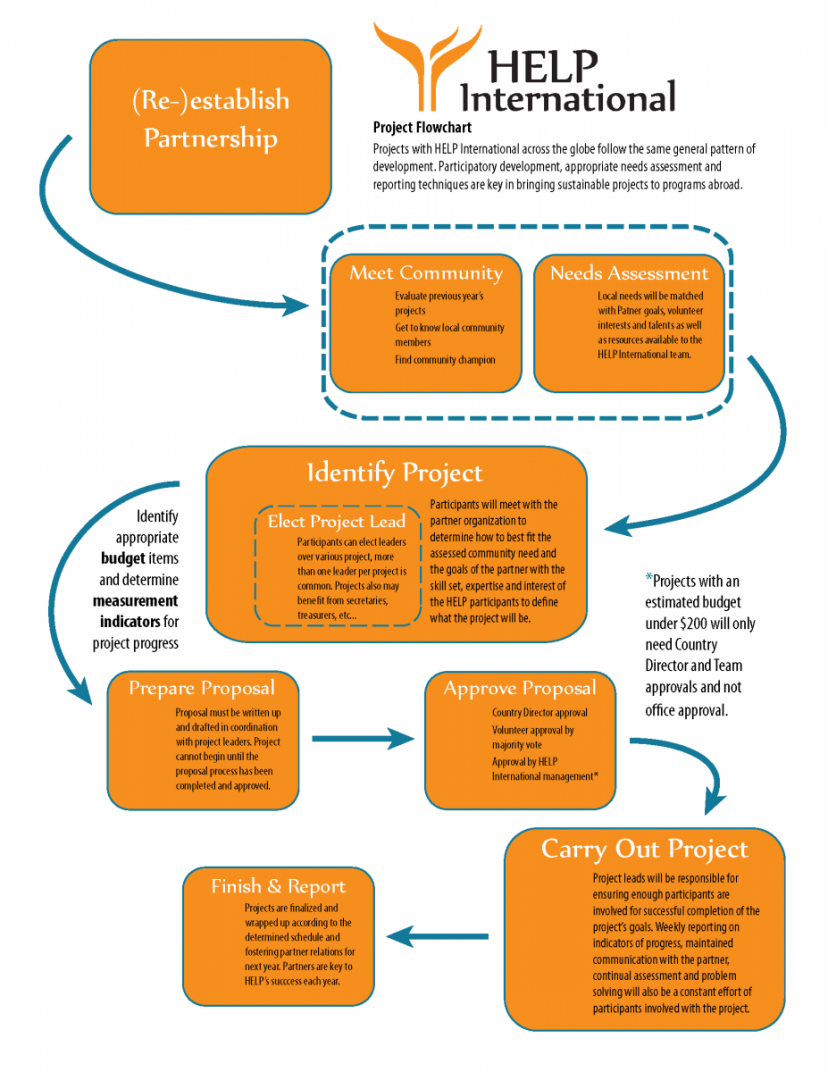 (Re-)establish
Partnership
HELP
International
Project Flowchart
Projects with HELP International across the globe follow the same general pattern of
development. Participatory development, appropriate needs assessment and
reporting techniques are key in bringing sustainable projects to programs abroad.
Meet Community
Evaluate previous year's
projects
Get to know local community
members
Find community champion
Needs Assessment
Local needs will be matched
with Patner goals, volunteer
interests and talents as well
as resources available to the
HELP International team.
Identify Project
Elect Project Lead
Participants can elect leaders
over various project, more
than one leader per project is
common. Projects also may
benefit from secretaries,
treasurers, etc...
Participants will meet with the
partner organization to
determine how to best fit the
assessed community need and
the goals of the partner with the
skill set, expertise and interest of
the HELP participants to define
what the project will be.
Identify
appropriate
budget items
and determine
measurement
indicators for
project progress
*Projects with an
estimated budget
under $200 will only
need Country
Director and Team
approvals and not
office approval.
Prepare Proposal
Proposal must be written up
and drafted in coordination
with project leaders. Project
cannot begin until the
proposal process has been
completed and approved.
Approve Proposal
Country Director approval
Volunteer approval by
majority vote
Approval by HELP
International management*
Carry Out Project
Project leads will be responsible for
ensuring enough participants are
involved for successful completion of the
project's goals. Weekly reporting on
indicators of progress, maintained
communication with the partner,
continual assessment and problem
solving will also be a constant effort of
participants involved with the project.
Finish & Report
Projects are finalized and
wrapped up according to the
determined schedule and
fostering partner relations for
next year. Partners are key to
HELP's succcess each year.